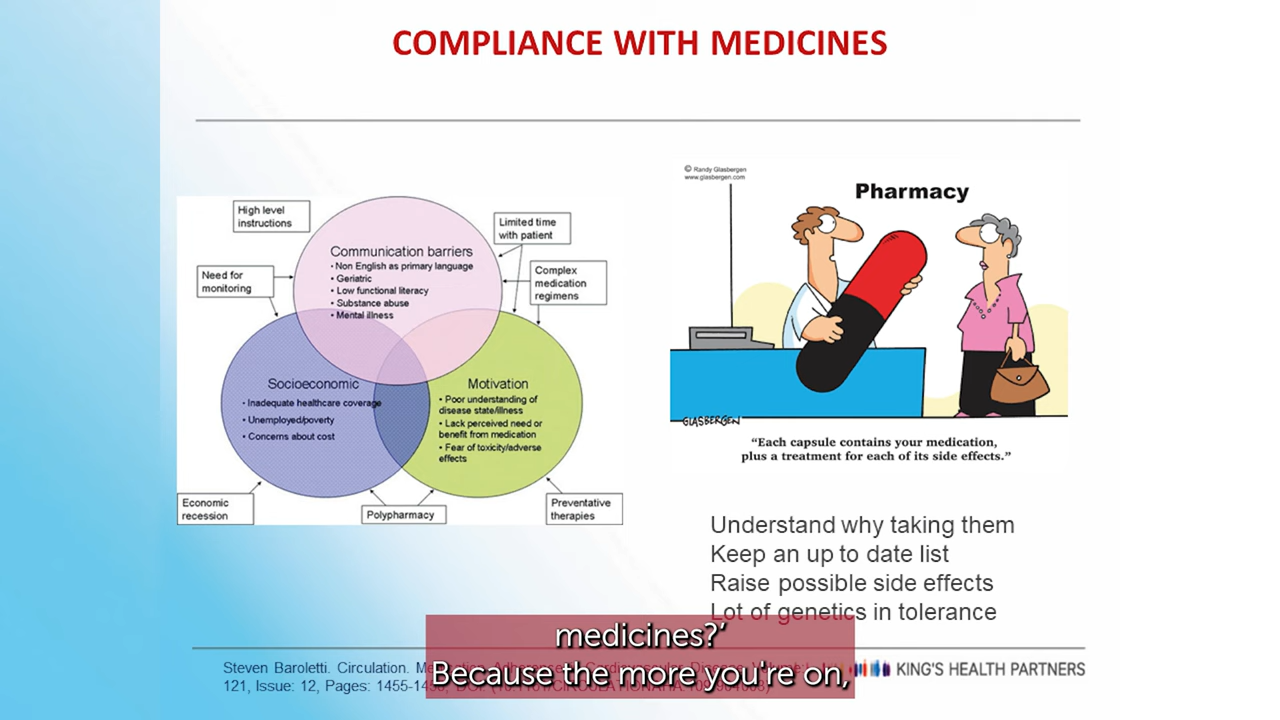 COMPLIANCE WITH MEDICINES
High level
instructions
Limited time
with patient
Need for
monitoring
Complex
medication
regimens
Communication barriers
• Non English as primary language
• Geriatric
• Low functional literacy
• Substance abuse
• Mental illness
Socioeconomic
• Inadequate healthcare coverage
• Unemployed/poverty
• Concerns about cost
Motivation
• Poor understanding of
disease state/illness
• Lack perceived need or
benefit from medication
• Fear of toxicity/adverse
effects
Economic
recession
Polypharmacy
Preventative
therapies
© Randy Glasbergen
www.glasbergen.com
Pharmacy
GLASBERGEN
“Each capsule contains your medication,
plus a treatment for each of its side effects.”
Understand why taking them
Keep an up to date list
Raise possible side effects
Lot of genetics in tolerance
medicines?’
Because the more you're on,
Steven Baroletti. Circulation.
121, Issue: 12, Pages: 1455-
KING'S HEALTH PARTNERS